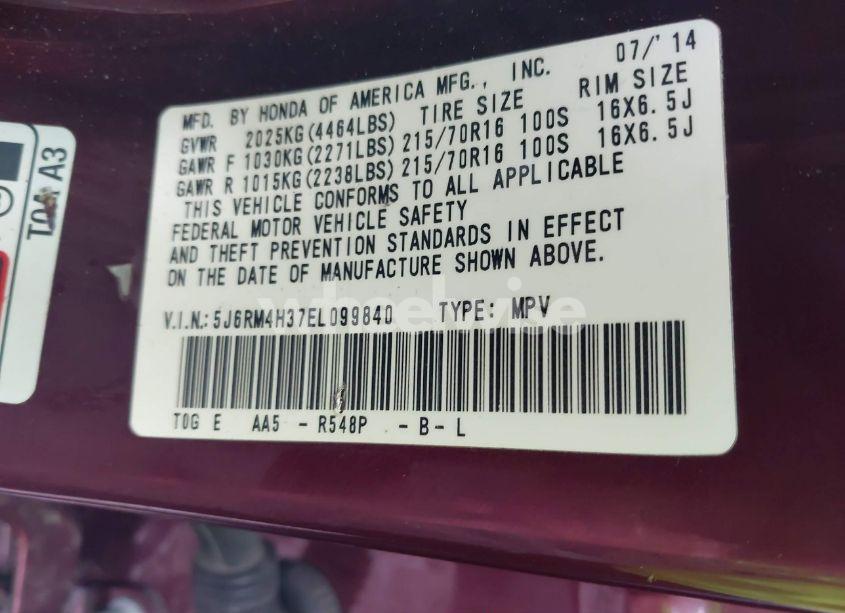 07/'14
MFD. BY HONDA OF AMERICA MFG., INC.
GVWR 2025KG(4464LBS) TIRE SIZE RIM SIZE
GAWR F 1030KG(2271LBS) 215/70R16 100S 16X6.5J
GAWR R 1015KG(2238LBS) 215/70R16 100S 16X6.5J
THIS VEHICLE CONFORMS TO ALL APPLICABLE
FEDERAL MOTOR VEHICLE SAFETY
AND THEFT PREVENTION STANDARDS IN EFFECT
ON THE DATE OF MANUFACTURE SHOWN ABOVE.
V.I.N.: 5J6RM4H37EL099840 TYPE: MPV
T0G E AA5 - R548P - B - L
T0A A3